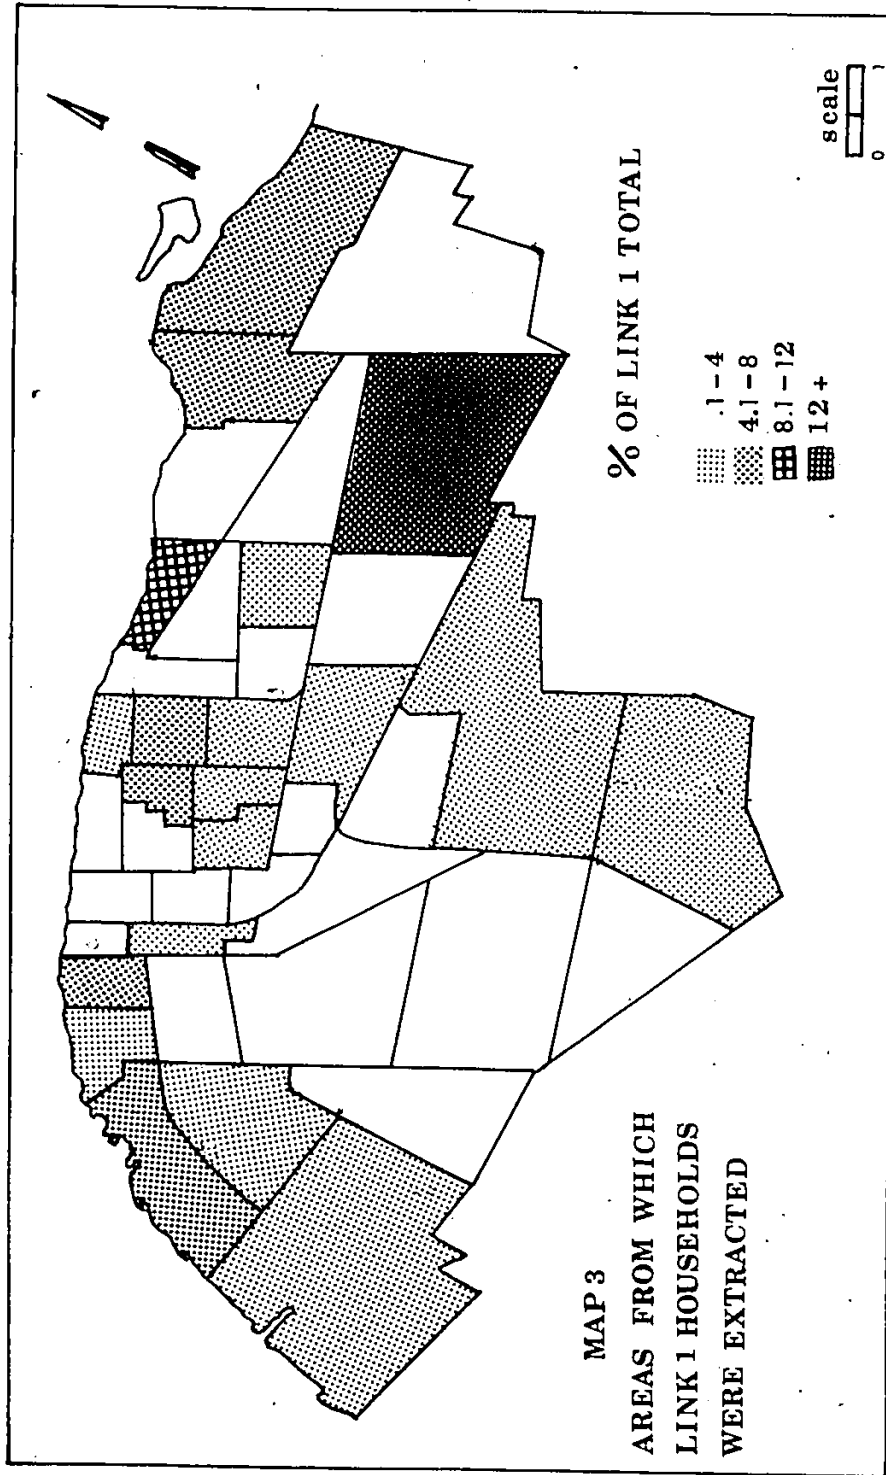 MAP 3
AREAS FROM WHICH
LINK 1 HOUSEHOLDS
WERE EXTRACTED
% OF LINK 1 TOTAL
.1 - 4
4.1 - 8
8.1 - 12
12 +
scale
0 1